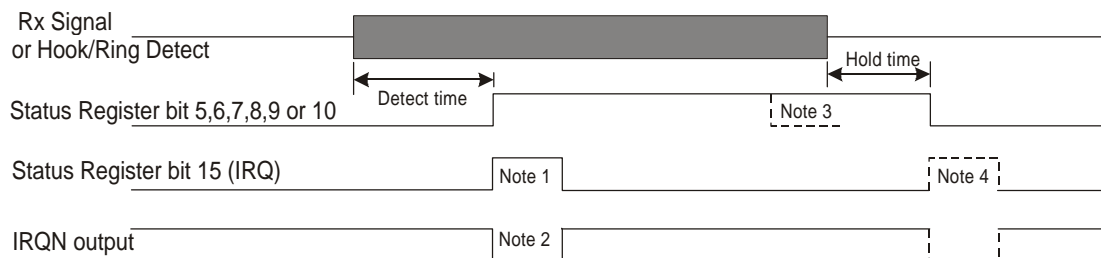 Rx Signal
or Hook/Ring Detect
Hold time
Detect time
Status Register bit 5,6,7,8,9 or 10
Note 3
Status Register bit 15 (IRQ)
Note 1
Note 4
IRQN output
Note 2